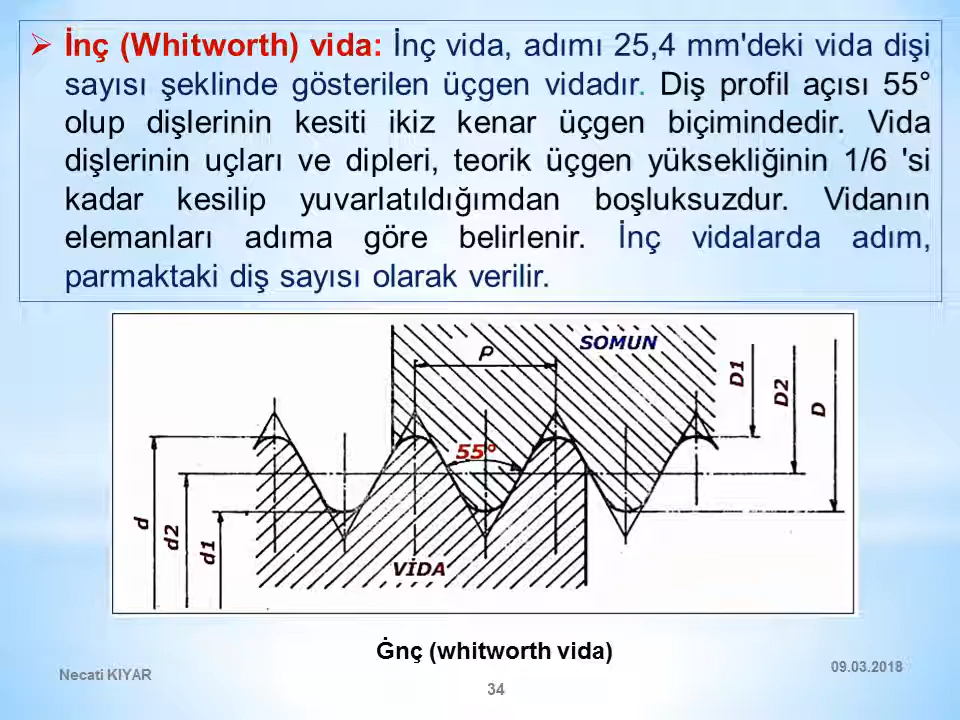 ➢ İnç (Whitworth) vida: İnç vida, adımı 25,4 mm'deki vida dişi
sayısı şeklinde gösterilen üçgen vidadır. Diş profil açısı 55°
olup dişlerinin kesiti ikiz kenar üçgen biçimindedir. Vida
dişlerinin uçları ve dipleri, teorik üçgen yüksekliğinin 1/6 'si
kadar kesilip yuvarlatıldığımdan boşluksuzdur. Vidanın
elemanları adıma göre belirlenir. İnç vidalarda adım,
parmaktaki diş sayısı olarak verilir.
SOMUN
P
D1
D2
D
55°
d
d2
d1
VİDA
Ġnç (whitworth vida)
Necati KIYAR
09.03.2018
34